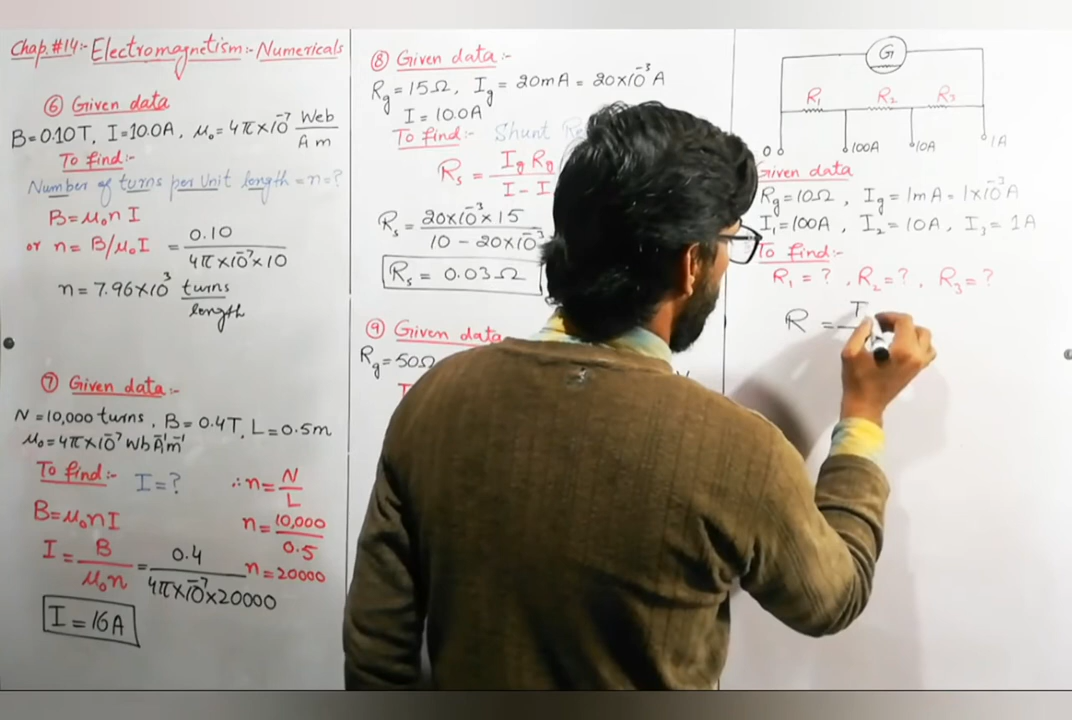 Chap.#14:- Electromagnetism:- Numericals
⑥ Given data
B=0.10T, I=10.0A, μ₀=4π×10⁻⁷ Web/Am
To find:-
Number of turns per Unit length = n=?
B=μ₀nI
or n= B/μ₀I = 0.10/4π×10⁻⁷×10
n=7.96×10³ turns/length
⑦ Given data:-
N=10,000 turns, B=0.4T, L=0.5m
μ₀=4π×10⁻⁷ WbA⁻¹m⁻¹
To find:- I=? ∴n=N/L
B=μ₀nI n=10,000/0.5
I=B/μ₀n=0.4/4π×10⁻⁷×20000 n=20000
I=16A
⑧ Given data:-
Rg=15Ω, Ig=20mA=20×10⁻³A
I=10.0A
To find:- Shunt
Rs=IgRg/I-I
Rs=20×10⁻³×15/10-20×10⁻³
Rs=0.03Ω
⑨ Given data
Rg=50Ω
G
R₁ R₂ R₃
0 100A 10A 1A
Given data
Rg=10Ω, Ig=1mA=1×10⁻³A
I₁=100A, I₂=10A, I₃=1A
To find:-
R₁=?, R₂=?, R₃=?
R=